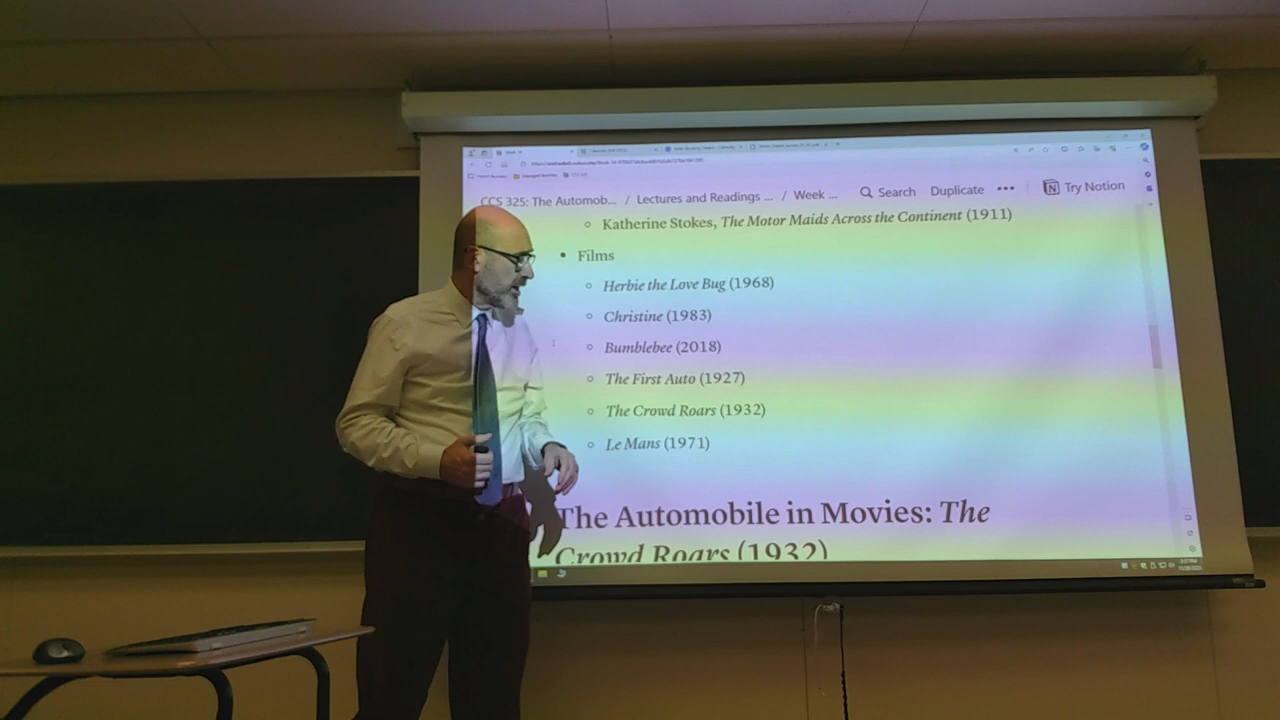 CCS 325: The Automob... / Lectures and Readings ... / Week ... Search Duplicate ••• Try Notion
Katherine Stokes, The Motor Maids Across the Continent (1911)
Films
Herbie the Love Bug (1968)
Christine (1983)
Bumblebee (2018)
The First Auto (1927)
The Crowd Roars (1932)
Le Mans (1971)
The Automobile in Movies: The
Crowd Roars (1932)